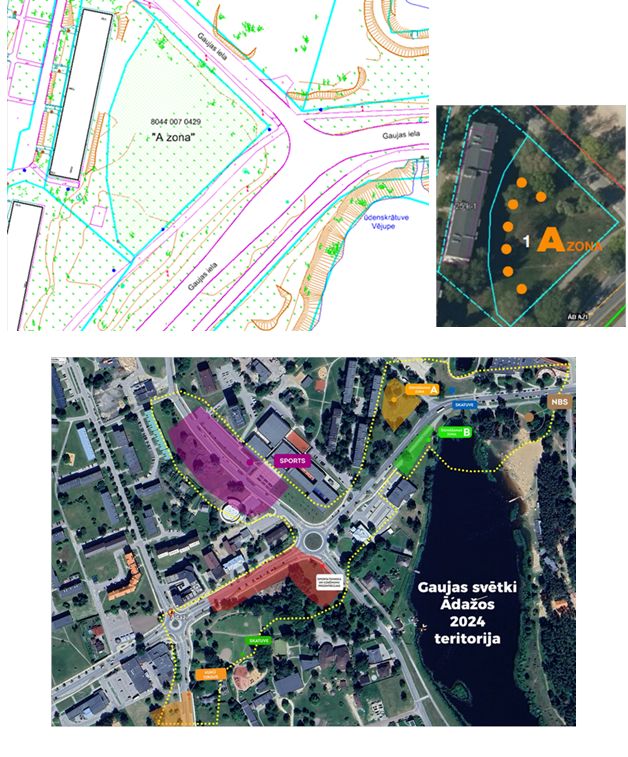 Gaujas iela
8044 007 0429
"A zona"
Gaujas iela
ūdenskrātuve
Vējupe
Gaujas iela
1 A ZONA
A
SKATUVE
NBS
B
SPORTS
Gaujas svētki
Ādažos
2024
teritorija
SKATUVE